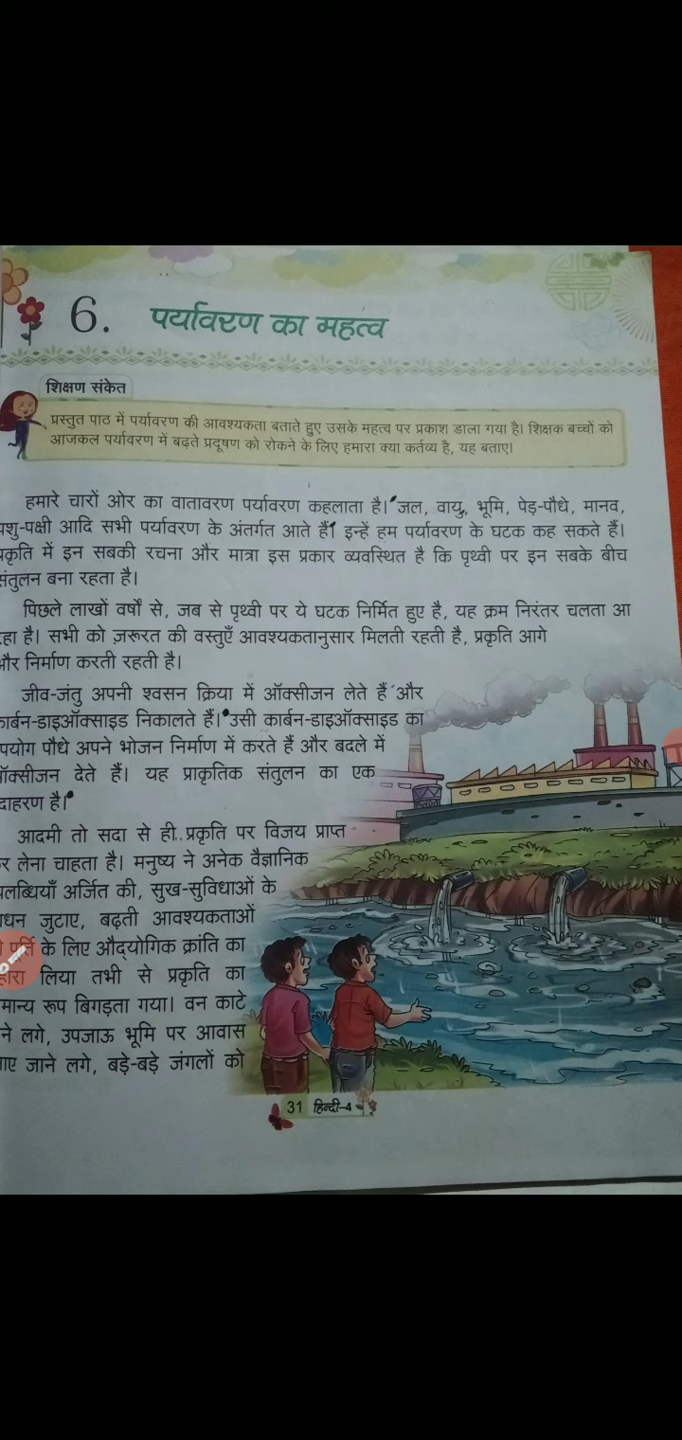 6. पर्यावरण का महत्व
शिक्षण संकेत
प्रस्तुत पाठ में पर्यावरण की आवश्यकता बताते हुए उसके महत्व पर प्रकाश डाला गया है। शिक्षक बच्चों को
आजकल पर्यावरण में बढ़ते प्रदूषण को रोकने के लिए हमारा क्या कर्तव्य है, यह बताए।
हमारे चारों ओर का वातावरण पर्यावरण कहलाता है। जल, वायु, भूमि, पेड़-पौधे, मानव,
पशु-पक्षी आदि सभी पर्यावरण के अंतर्गत आते हैं। इन्हें हम पर्यावरण के घटक कह सकते हैं।
प्रकृति में इन सबकी रचना और मात्रा इस प्रकार व्यवस्थित है कि पृथ्वी पर इन सबके बीच
संतुलन बना रहता है।
पिछले लाखों वर्षों से, जब से पृथ्वी पर ये घटक निर्मित हुए है, यह क्रम निरंतर चलता आ
रहा है। सभी को ज़रूरत की वस्तुएँ आवश्यकतानुसार मिलती रहती है, प्रकृति आगे
और निर्माण करती रहती है।
जीव-जंतु अपनी श्वसन क्रिया में ऑक्सीजन लेते हैं और
कार्बन-डाइऑक्साइड निकालते हैं। उसी कार्बन-डाइऑक्साइड का
पयोग पौधे अपने भोजन निर्माण में करते हैं और बदले में
ऑक्सीजन देते हैं। यह प्राकृतिक संतुलन का एक
दाहरण है।
आदमी तो सदा से ही प्रकृति पर विजय प्राप्त
र लेना चाहता है। मनुष्य ने अनेक वैज्ञानिक
पलब्धियाँ अर्जित की, सुख-सुविधाओं के
ाधन जुटाए, बढ़ती आवश्यकताओं
पूर्ति के लिए औद्योगिक क्रांति का
हारा लिया तभी से प्रकृति का
मान्य रूप बिगड़ता गया। वन काटे
ने लगे, उपजाऊ भूमि पर आवास
ाए जाने लगे, बड़े-बड़े जंगलों को
31 हिन्दी-4